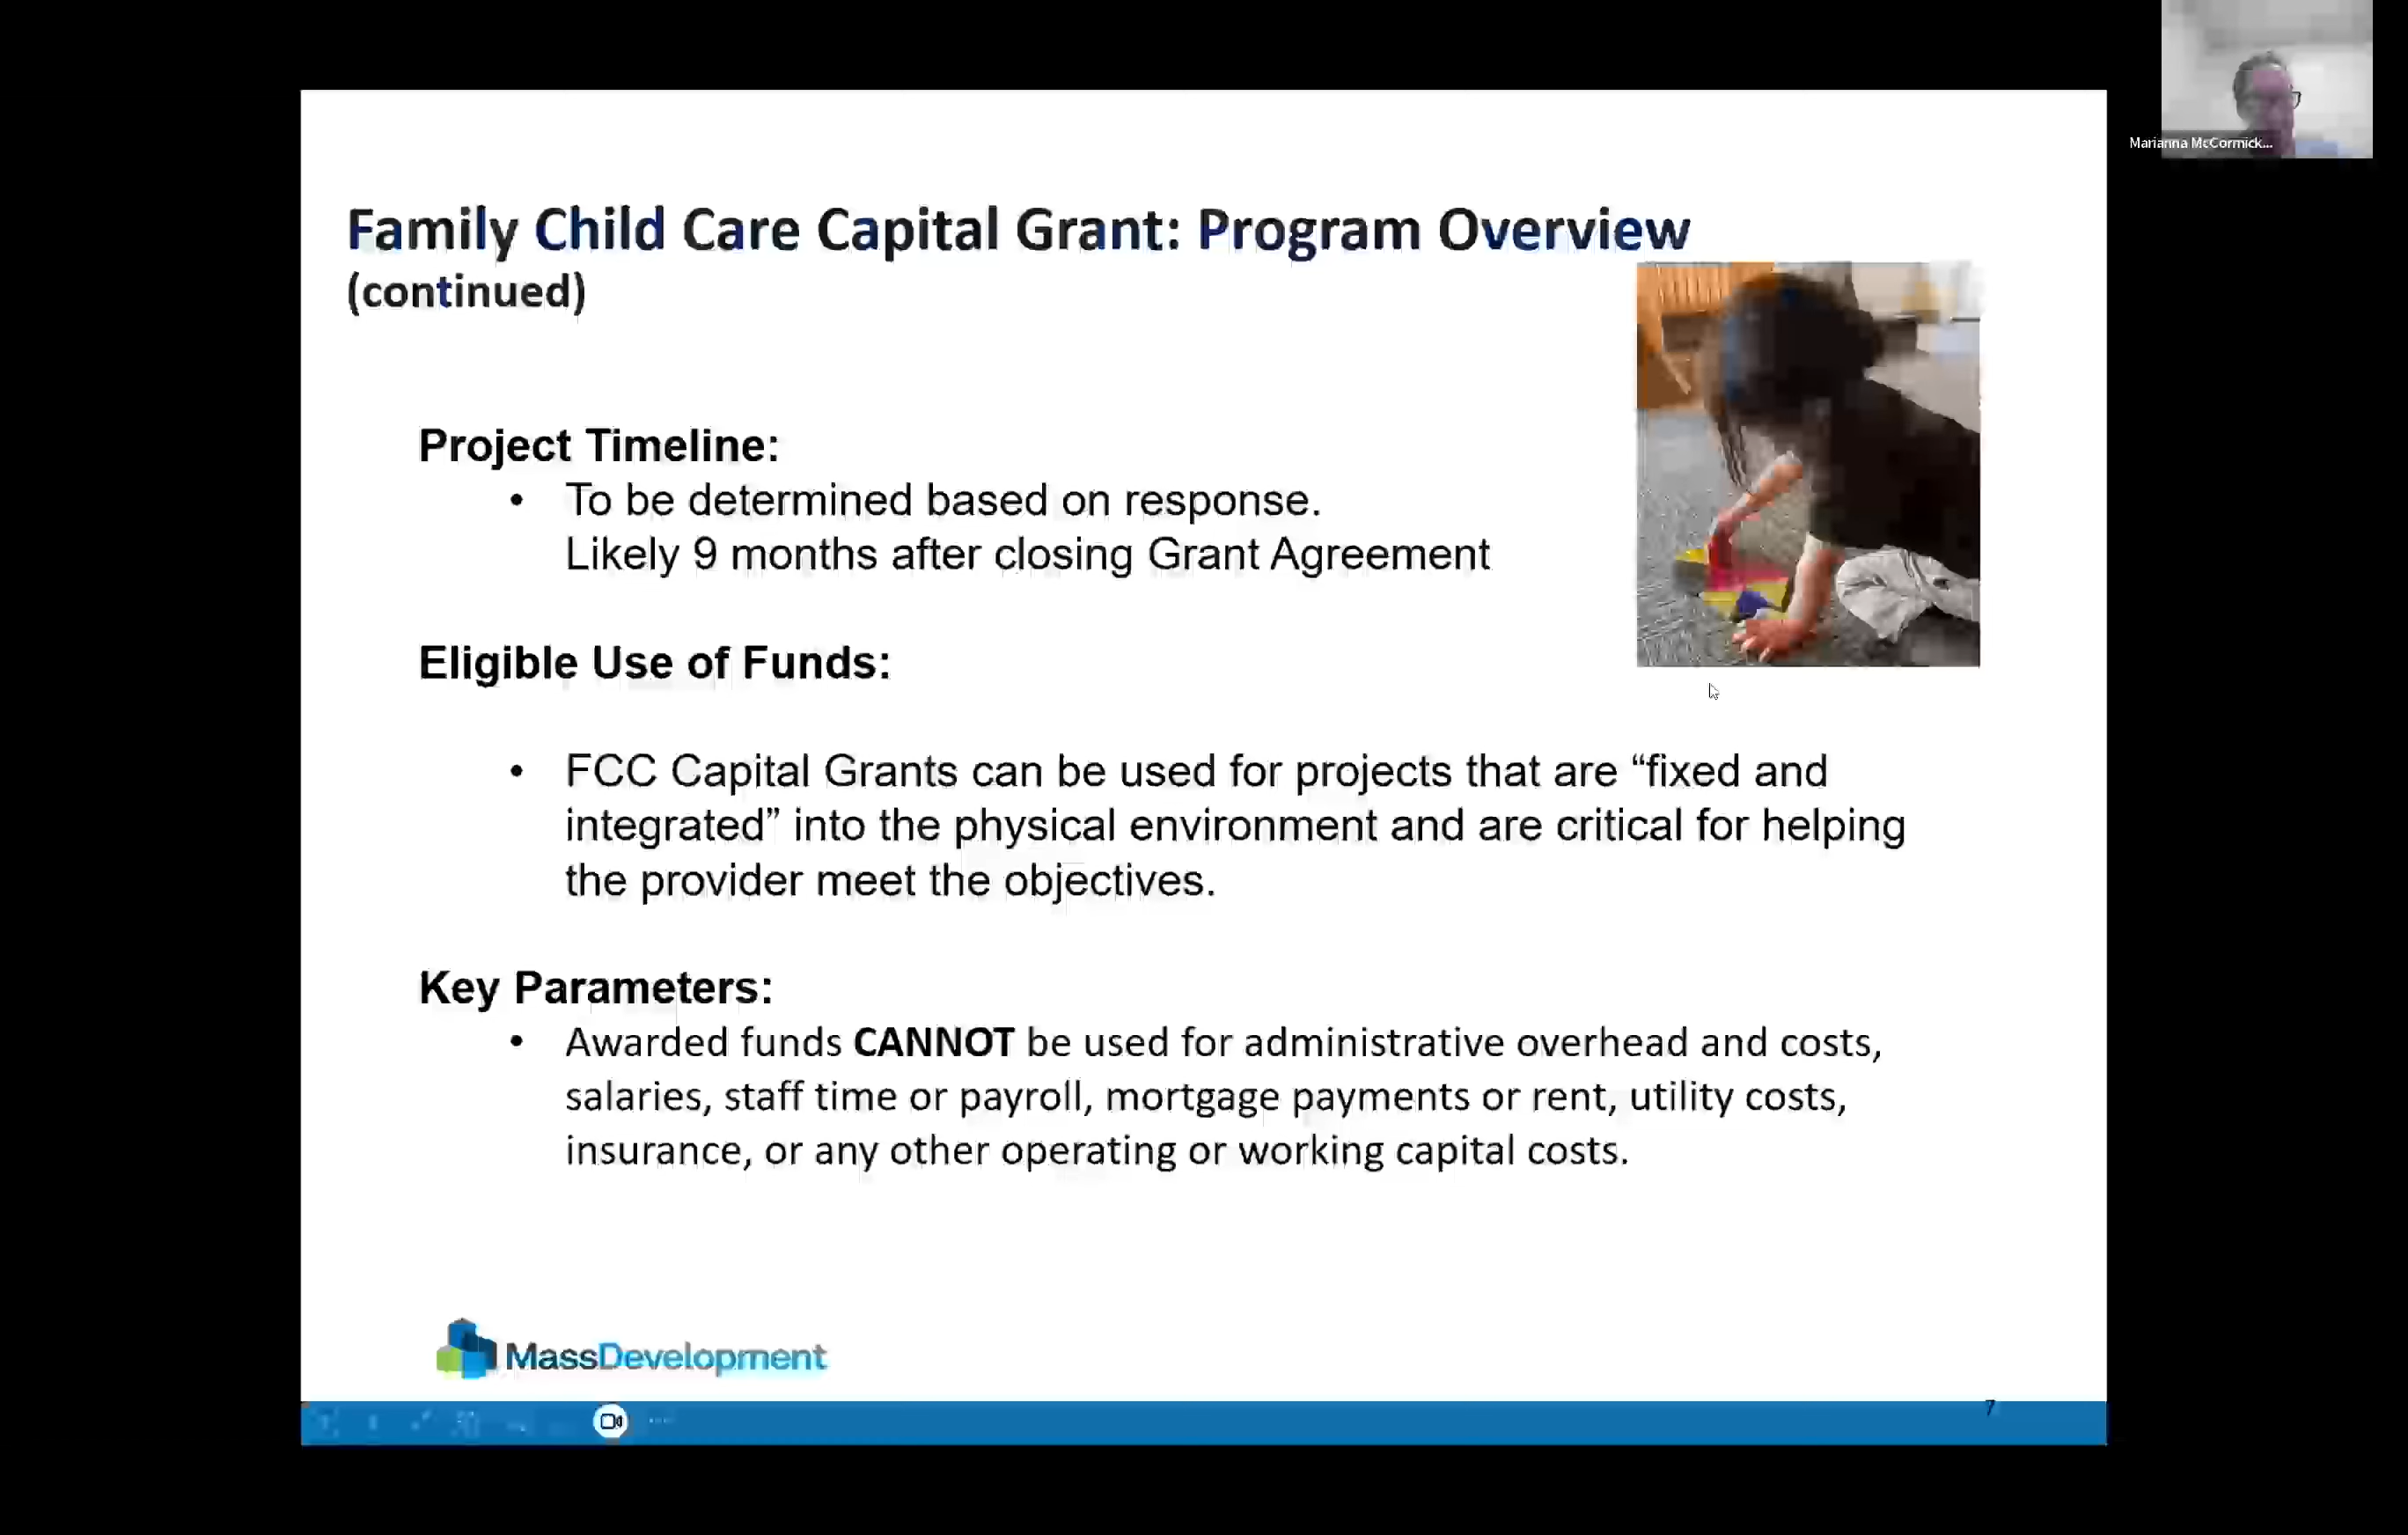 Marianna McCormick...
Family Child Care Capital Grant: Program Overview
(continued)
Project Timeline:
• To be determined based on response.
Likely 9 months after closing Grant Agreement
Eligible Use of Funds:
• FCC Capital Grants can be used for projects that are “fixed and
integrated” into the physical environment and are critical for helping
the provider meet the objectives.
Key Parameters:
• Awarded funds CANNOT be used for administrative overhead and costs,
salaries, staff time or payroll, mortgage payments or rent, utility costs,
insurance, or any other operating or working capital costs.
MassDevelopment
7